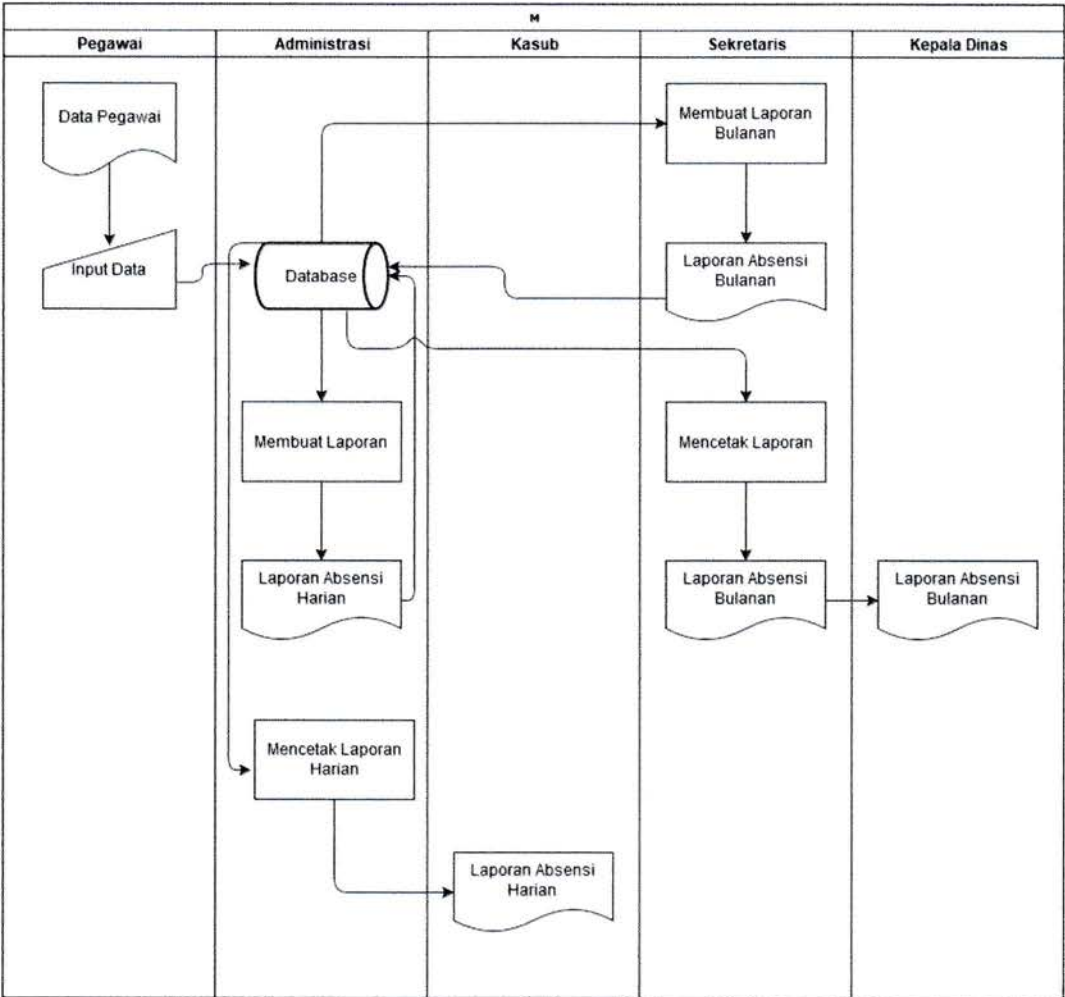 M
Pegawai
Administrasi
Kasub
Sekretaris
Kepala Dinas
Data Pegawai
Membuat Laporan
Bulanan
Input Data
Database
Laporan Absensi
Bulanan
Membuat Laporan
Mencetak Laporan
Laporan Absensi
Harian
Laporan Absensi
Bulanan
Laporan Absensi
Bulanan
Mencetak Laporan
Harian
Laporan Absensi
Harian